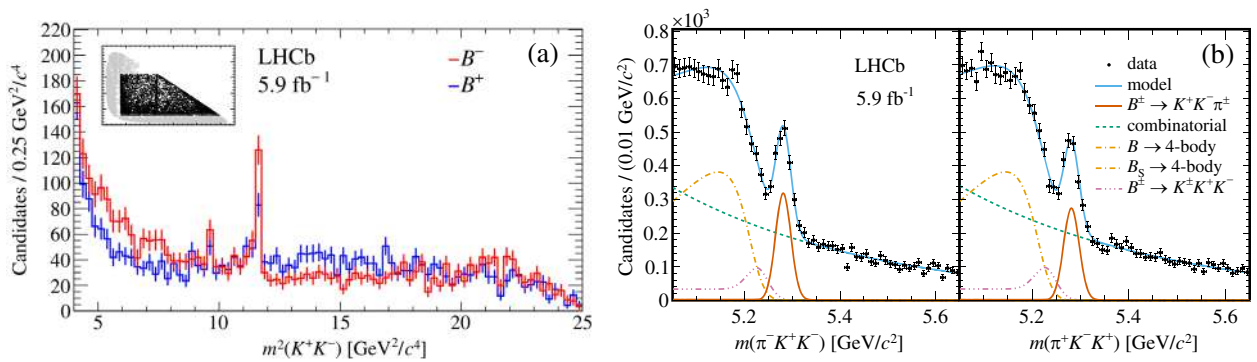 220
200
180
160
140
120
100
80
60
40
20
0
5
10
15
20
25
Candidates / 0.25 GeV²/c⁴
m²(K⁺K⁻) [GeV²/c⁴]
LHCb
5.9 fb⁻¹
B⁻
B⁺
(a)
×10³
0.8
0.7
0.6
0.5
0.4
0.3
0.2
0.1
0
Candidates / (0.01 GeV/c²)
LHCb
5.9 fb⁻¹
(b)
data
model
B± → K⁺K⁻π±
combinatorial
B → 4-body
B_S → 4-body
B± → K±K⁺K⁻
5.2
5.4
5.6
5.2
5.4
5.6
m(π⁻K⁺K⁻) [GeV/c²]
m(π⁺K⁻K⁺) [GeV/c²]